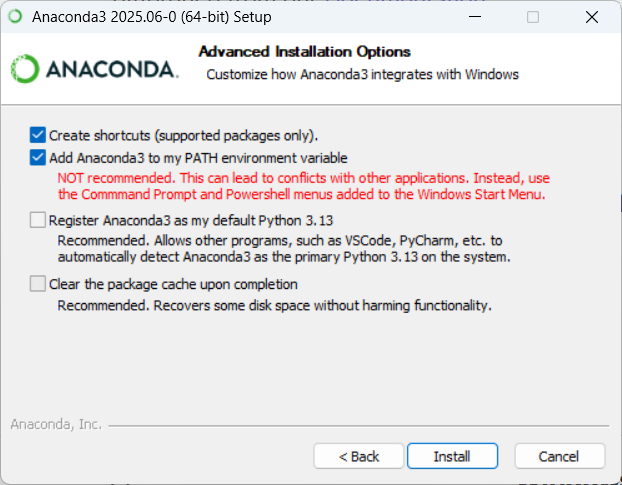 Anaconda3 2025.06-0 (64-bit) Setup
Advanced Installation Options
ANACONDA.
Customize how Anaconda3 integrates with Windows
Create shortcuts (supported packages only).
Add Anaconda3 to my PATH environment variable
NOT recommended. This can lead to conflicts with other applications. Instead, use
the Commmand Prompt and Powershell menus added to the Windows Start Menu.
Register Anaconda3 as my default Python 3.13
Recommended. Allows other programs, such as VSCode, PyCharm, etc. to
automatically detect Anaconda3 as the primary Python 3.13 on the system.
Clear the package cache upon completion
Recommended. Recovers some disk space without harming functionality.
Anaconda, Inc.
< Back
Install
Cancel